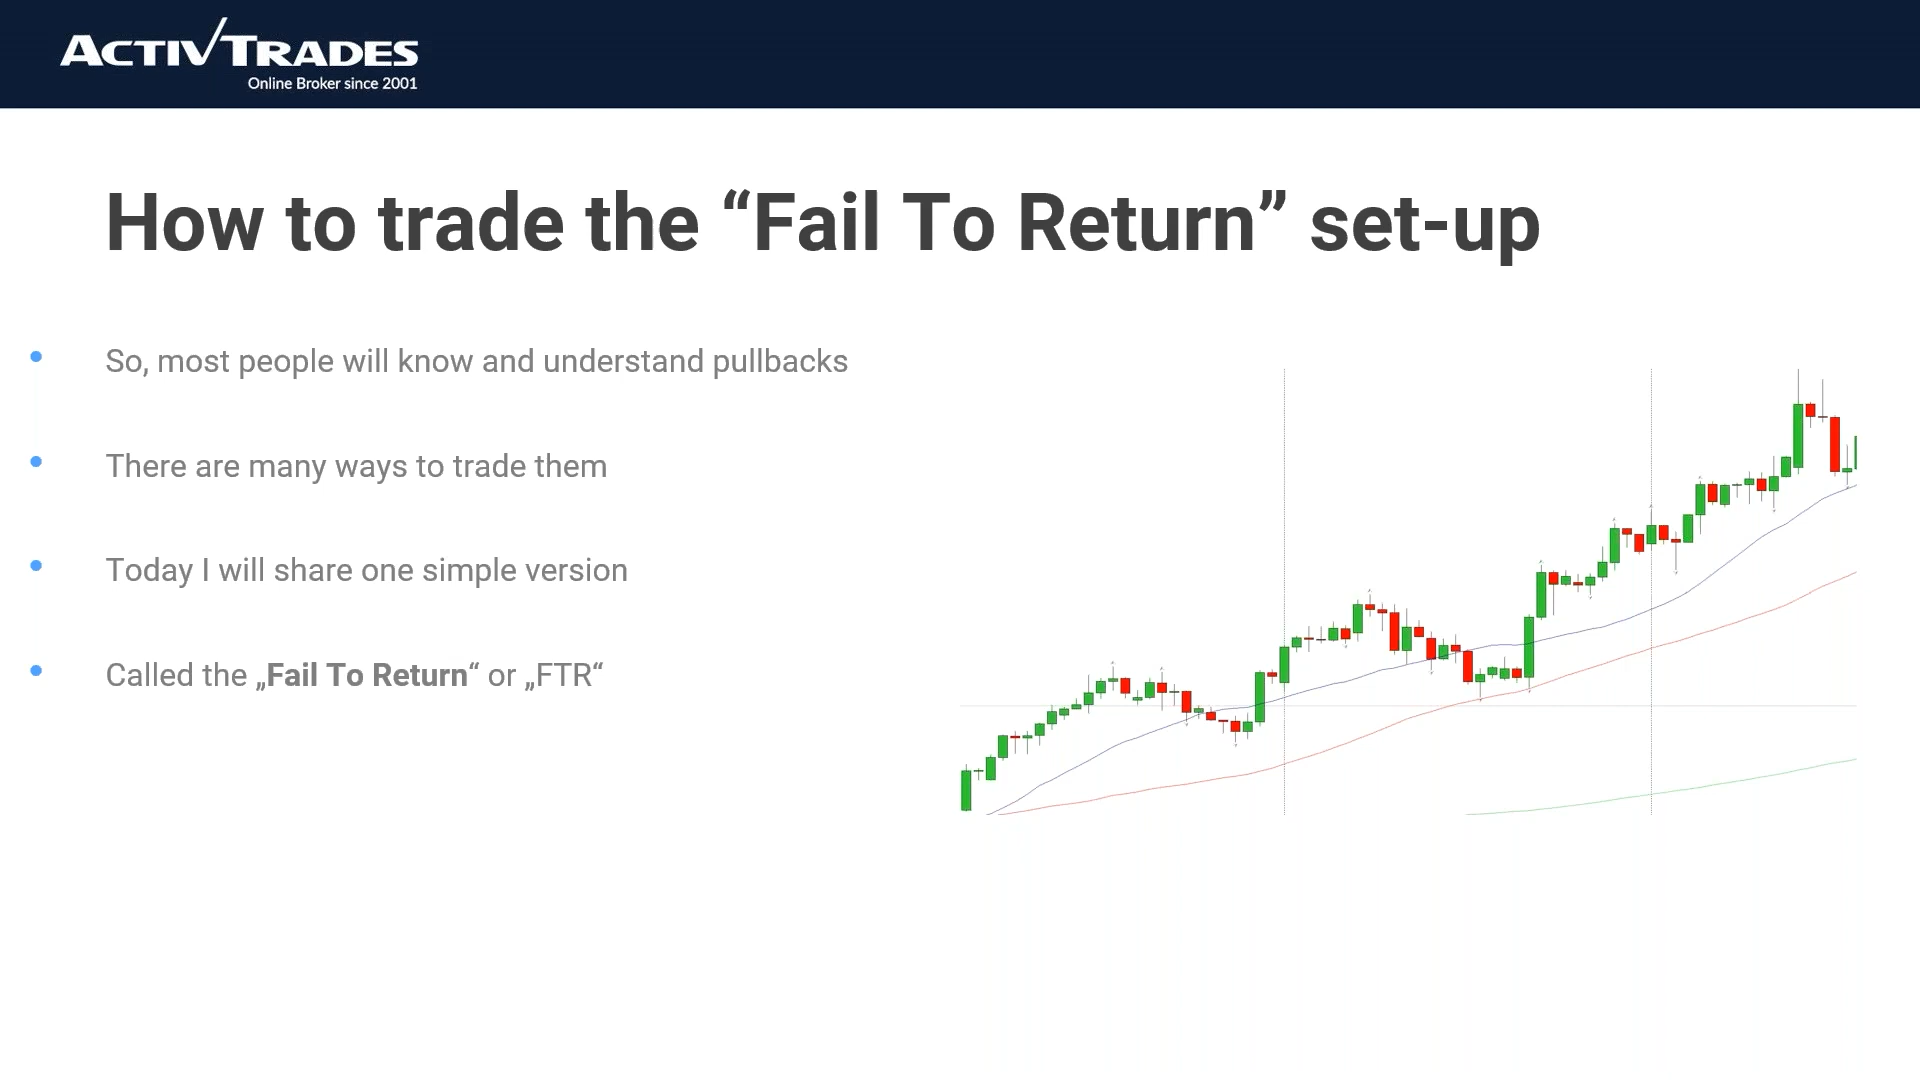 ACTIVTRADES
Online Broker since 2001
How to trade the “Fail To Return” set-up
So, most people will know and understand pullbacks
There are many ways to trade them
Today I will share one simple version
Called the „Fail To Return“ or „FTR“